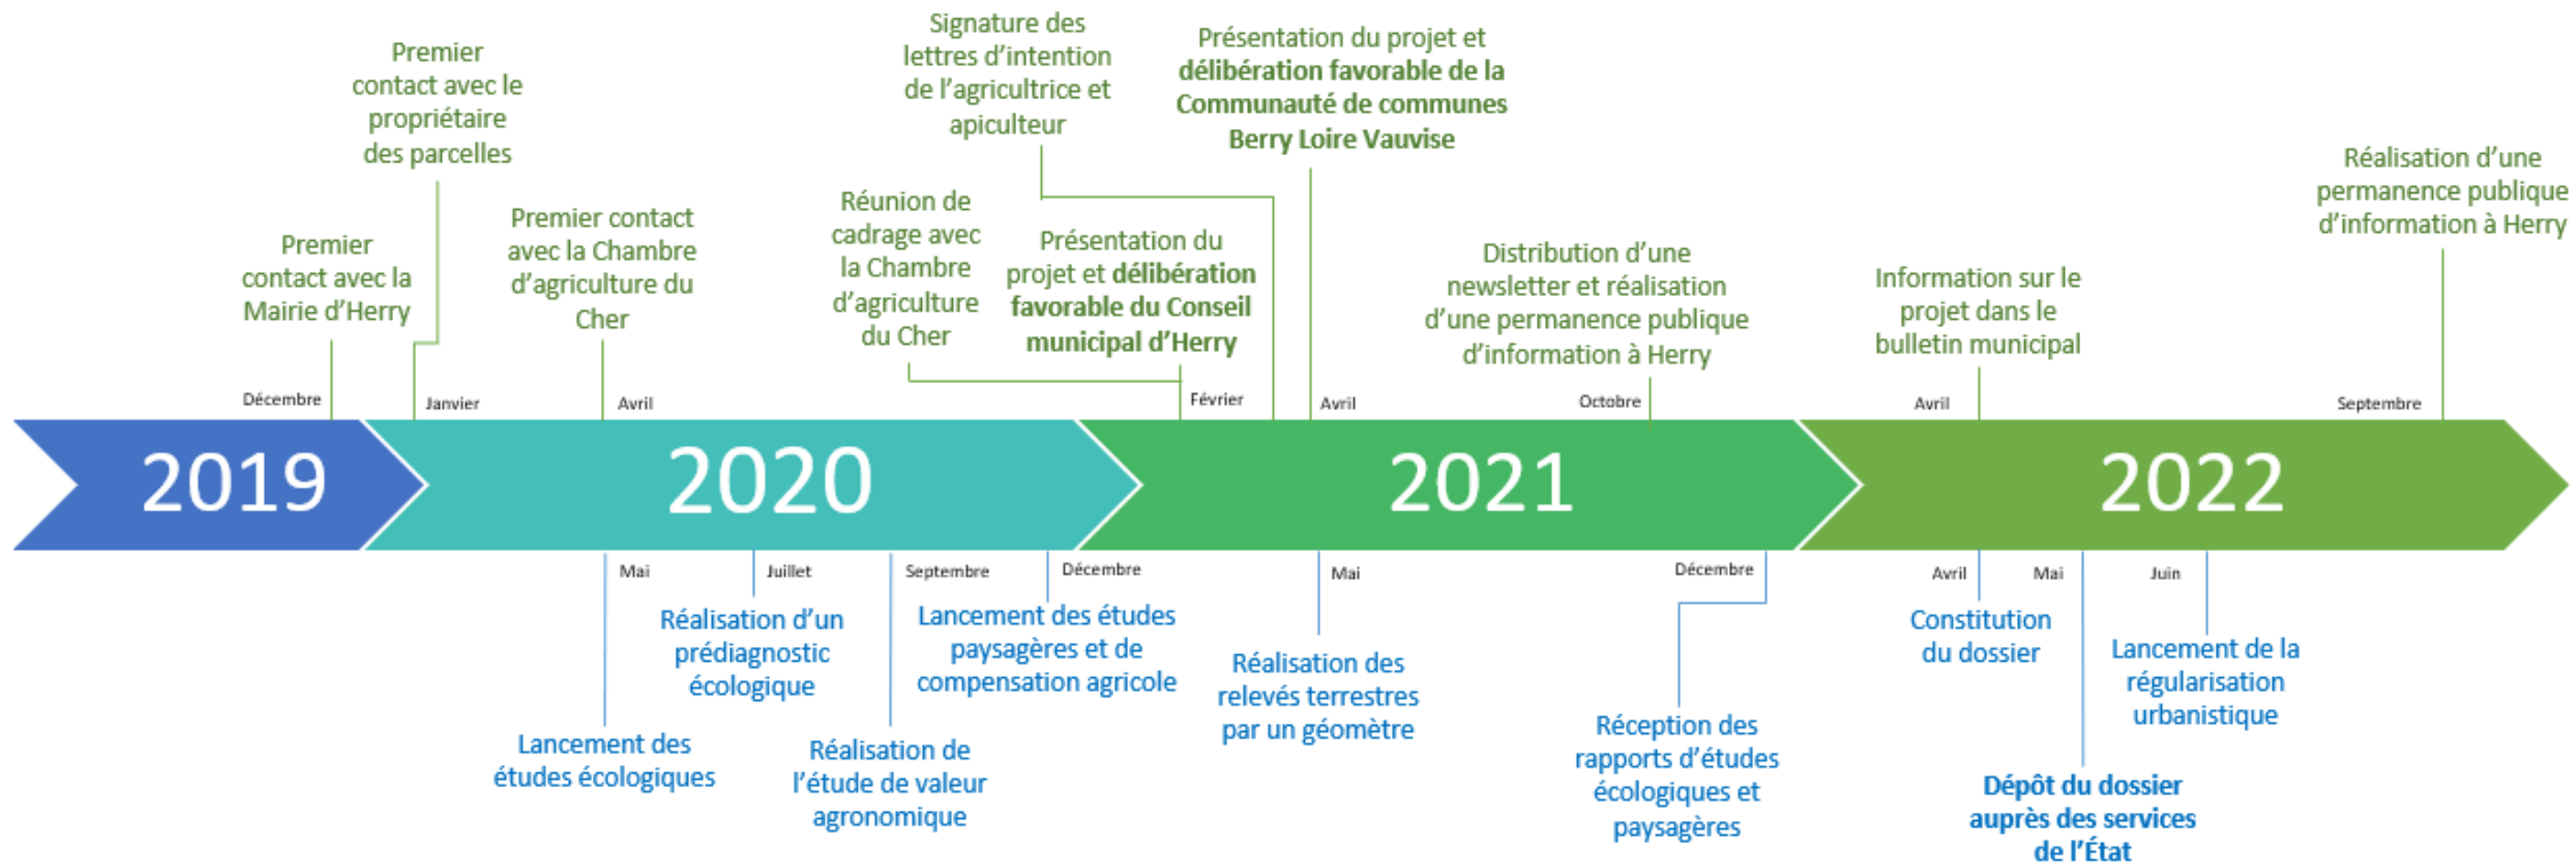 Premier
contact avec la
Mairie d’Herry
Décembre
Premier
contact avec le
propriétaire
des parcelles
Janvier
Premier contact
avec la Chambre
d’agriculture du
Cher
Avril
Réunion de
cadrage avec
la Chambre
d’agriculture
du Cher
Présentation du
projet et délibération
favorable du Conseil
municipal d’Herry
Février
Signature des
lettres d’intention
de l’agricultrice et
apiculteur
Présentation du projet et
délibération favorable de la
Communauté de communes
Berry Loire Vauvise
Avril
Distribution d’une
newsletter et réalisation
d’une permanence publique
d’information à Herry
Octobre
Information sur le
projet dans le
bulletin municipal
Avril
Réalisation d’une
permanence publique
d’information à Herry
Septembre
2019
2020
2021
2022
Mai
Lancement des
études écologiques
Juillet
Réalisation d’un
prédiagnostic
écologique
Septembre
Réalisation de
l’étude de valeur
agronomique
Décembre
Lancement des études
paysagères et de
compensation agricole
Mai
Réalisation des
relevés terrestres
par un géomètre
Décembre
Réception des
rapports d’études
écologiques et
paysagères
Avril
Constitution
du dossier
Mai
Dépôt du dossier
auprès des services
de l’État
Juin
Lancement de la
régularisation
urbanistique